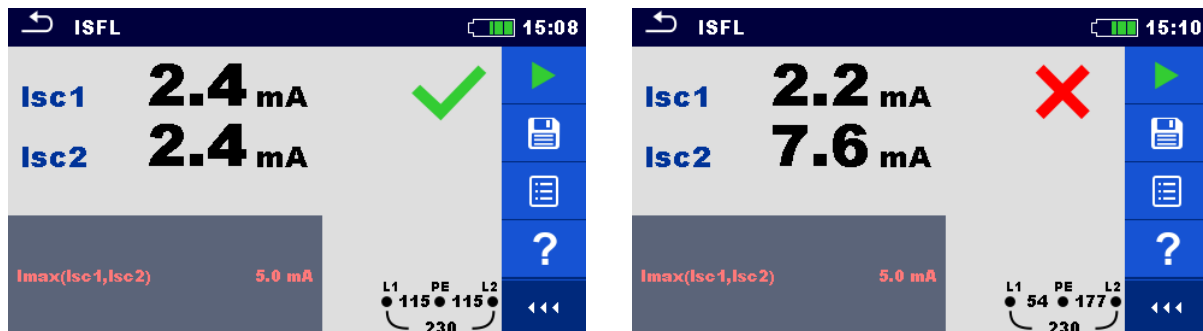 ISFL 15:08
Isc1 2.4 mA
Isc2 2.4 mA
?
Imax(Isc1,Isc2) 5.0 mA
L1 PE L2
115 115
230
ISFL 15:10
Isc1 2.2 mA
Isc2 7.6 mA
?
Imax(Isc1,Isc2) 5.0 mA
L1 PE L2
54 177
230